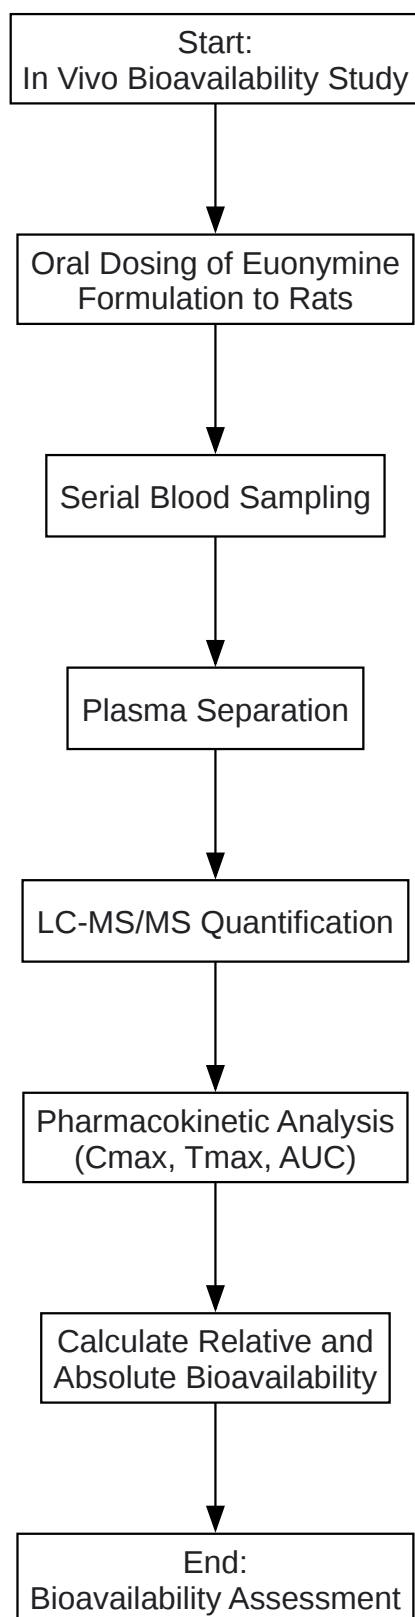 Start:
In Vivo Bioavailability Study
Oral Dosing of Euonymine
Formulation to Rats
Serial Blood Sampling
Plasma Separation
LC-MS/MS Quantification
Pharmacokinetic Analysis
(Cmax, Tmax, AUC)
Calculate Relative and
Absolute Bioavailability
End:
Bioavailability Assessment